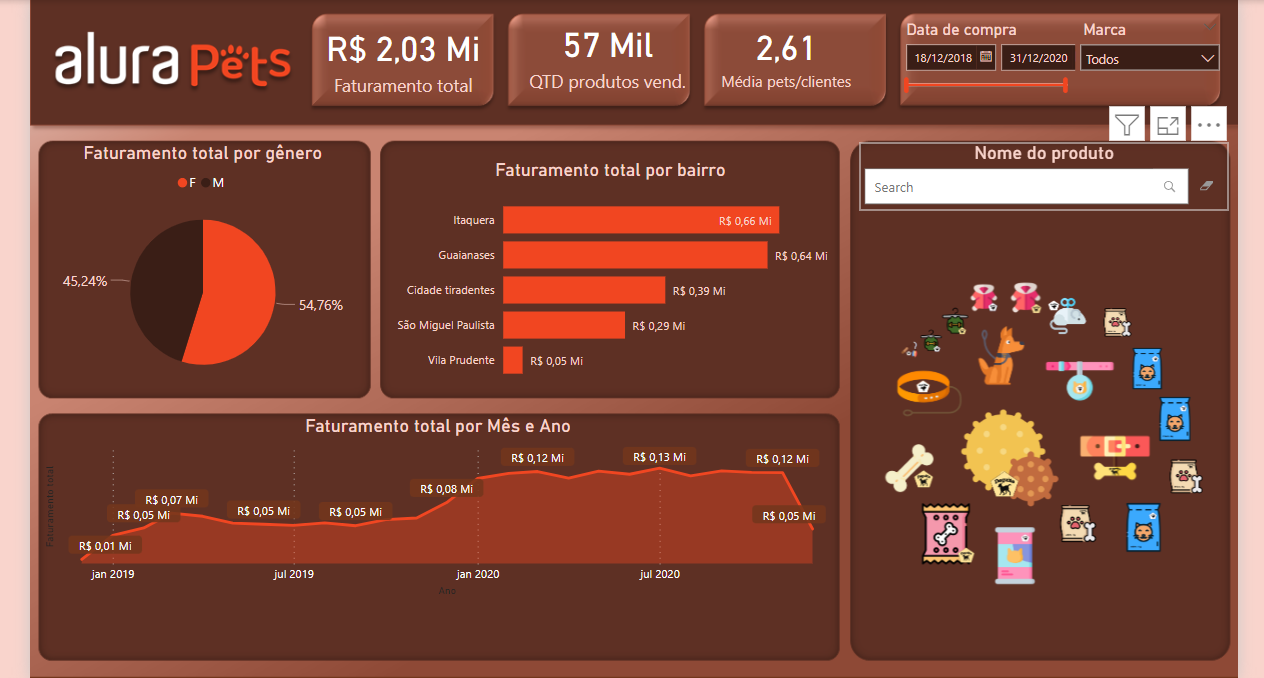 alura Pets
R$ 2,03 Mi
Faturamento total
57 Mil
QTD produtos vend.
2,61
Média pets/clientes
Data de compra
18/12/2018
31/12/2020
Marca
Todos
Faturamento total por gênero
F M
45,24%
54,76%
Faturamento total por bairro
Itaquera R$ 0,66 Mi
Guaianases R$ 0,64 Mi
Cidade tiradentes R$ 0,39 Mi
São Miguel Paulista R$ 0,29 Mi
Vila Prudente R$ 0,05 Mi
Nome do produto
Search
Faturamento total por Mês e Ano
Faturamento total
R$ 0,01 Mi
R$ 0,05 Mi
R$ 0,07 Mi
R$ 0,05 Mi
R$ 0,05 Mi
R$ 0,08 Mi
R$ 0,12 Mi
R$ 0,13 Mi
R$ 0,12 Mi
R$ 0,05 Mi
jan 2019 jul 2019 jan 2020 jul 2020
Ano